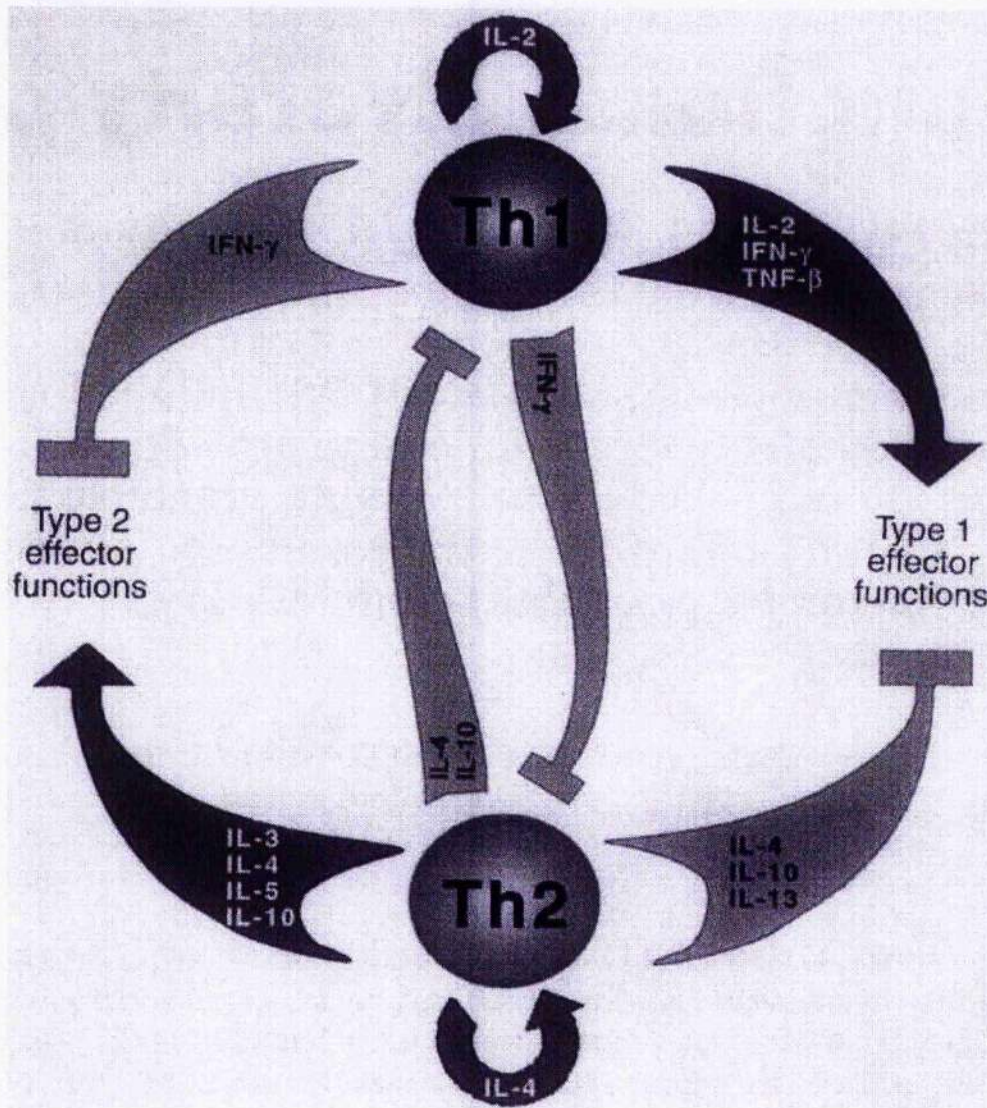 IL-2
Th1
IFN-γ
IL-2
IFN-γ
TNF-β
IFN-γ
Type 2
effector
functions
Type 1
effector
functions
IL-4
IL-10
IL-3
IL-4
IL-5
IL-10
Th2
IL-4
IL-10
IL-13
IL-4